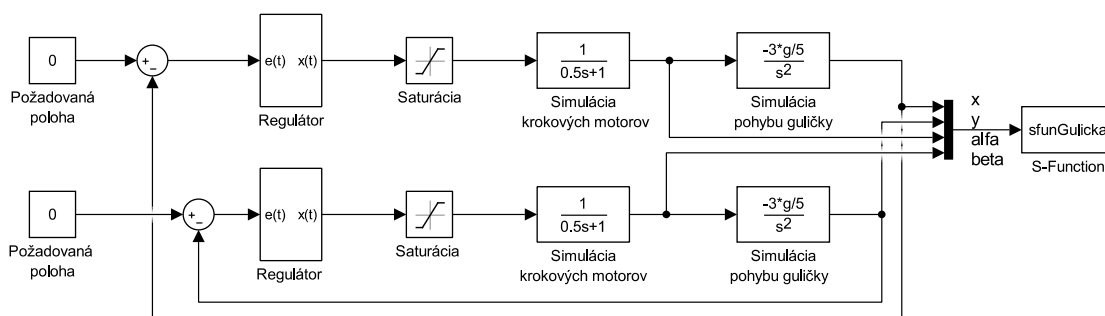 0
Požadovaná
poloha
+
_
e(t) x(t)
Regulátor
Saturácia
1
0.5s+1
Simulácia
krokových motorov
-3*g/5
s²
Simulácia
pohybu guličky
x
y
alfa
beta
sfunGulicka
S-Function
0
Požadovaná
poloha
+
_
e(t) x(t)
Regulátor
Saturácia
1
0.5s+1
Simulácia
krokových motorov
-3*g/5
s²
Simulácia
pohybu guličky